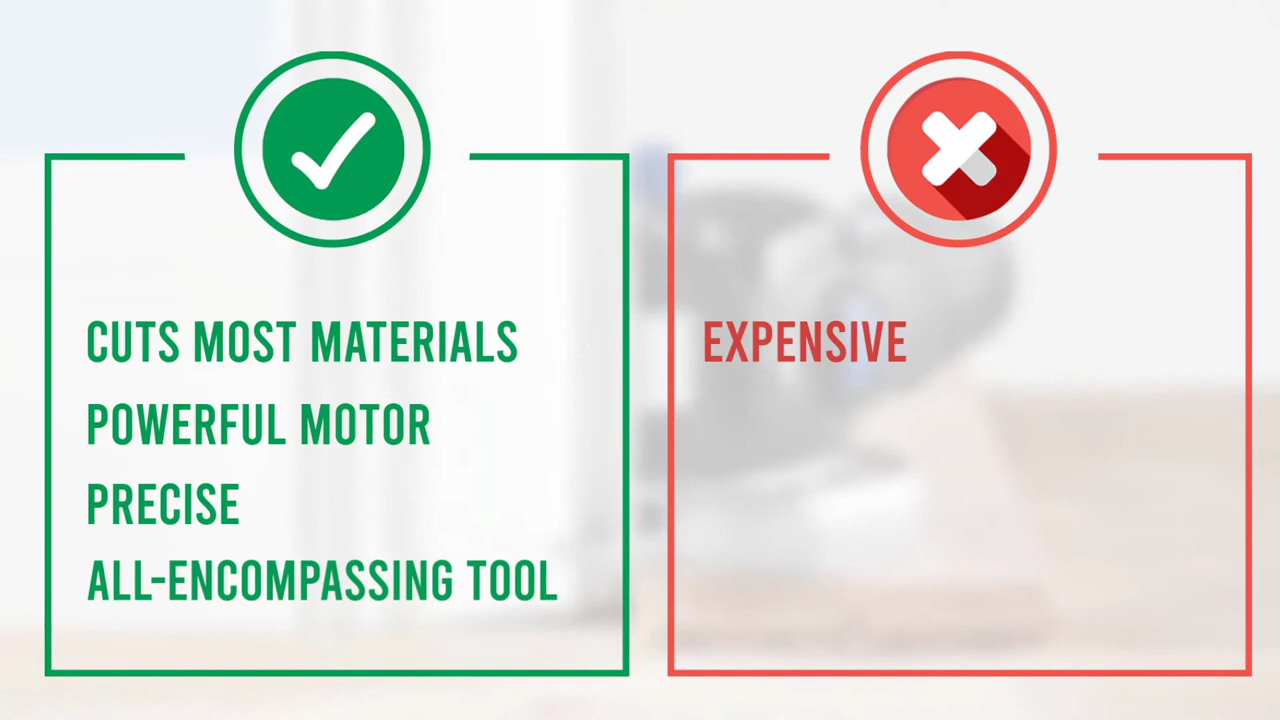 CUTS MOST MATERIALS
POWERFUL MOTOR
PRECISE
ALL-ENCOMPASSING TOOL
EXPENSIVE